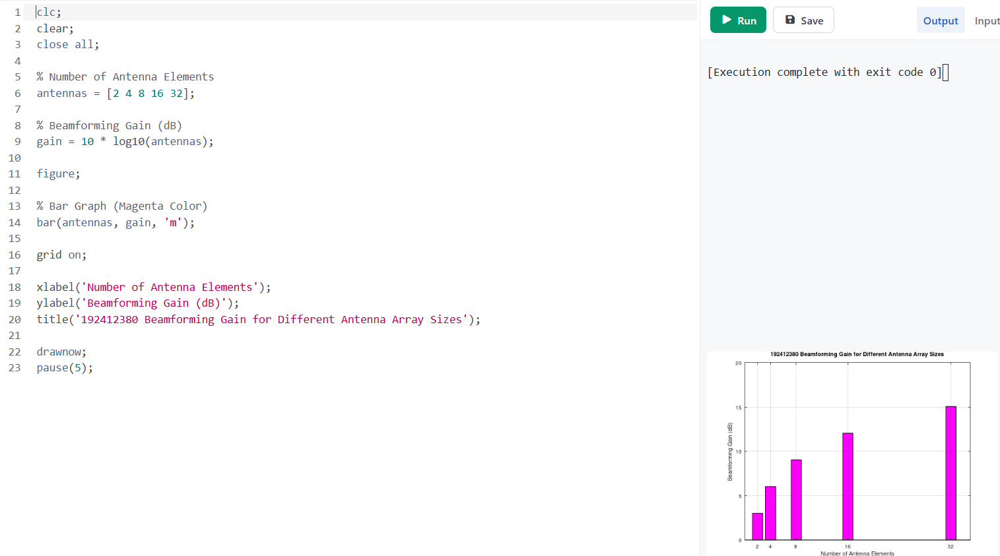 1 clc;
2 clear;
3 close all;
4
5 % Number of Antenna Elements
6 antennas = [2 4 8 16 32];
7
8 % Beamforming Gain (dB)
9 gain = 10 * log10(antennas);
10
11 figure;
12
13 % Bar Graph (Magenta Color)
14 bar(antennas, gain, 'm');
15
16 grid on;
17
18 xlabel('Number of Antenna Elements');
19 ylabel('Beamforming Gain (dB)');
20 title('192412380 Beamforming Gain for Different Antenna Array Sizes');
21
22 drawnow;
23 pause(5);
Run Save Output Input
[Execution complete with exit code 0]
192412380 Beamforming Gain for Different Antenna Array Sizes
20
15
10
5
0
Beamforming Gain (dB)
2 4 8 16 32
Number of Antenna Elements